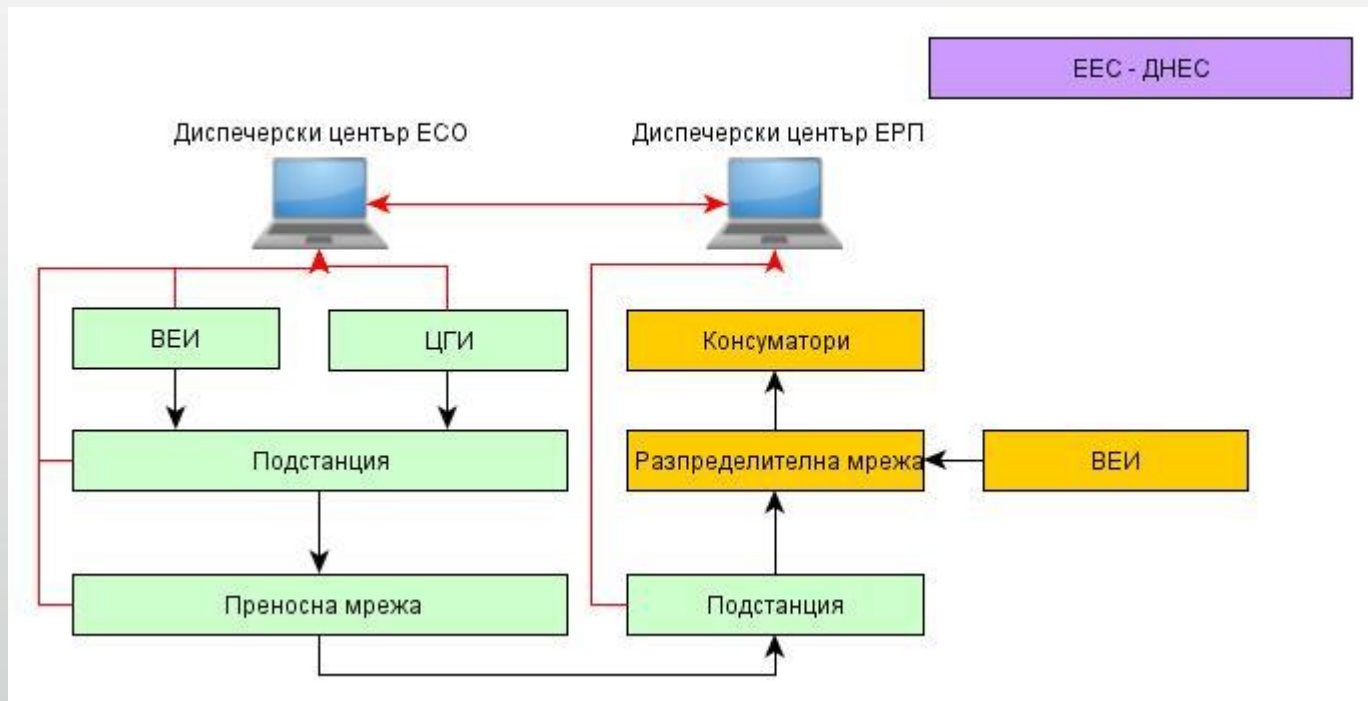 ЕЕС - ДНЕС
Диспечерски център ЕСО
Диспечерски център ЕРП
ВЕИ
ЦГИ
Консуматори
Подстанция
Разпределителна мрежа
ВЕИ
Преносна мрежа
Подстанция